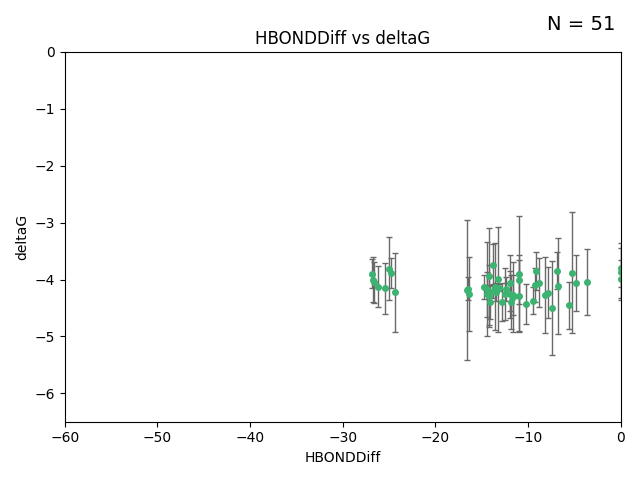 N = 51
HBONDDiff vs deltaG
0
−1
−2
−3
−4
−5
−6
deltaG
−60 −50 −40 −30 −20 −10 0
HBONDDiff